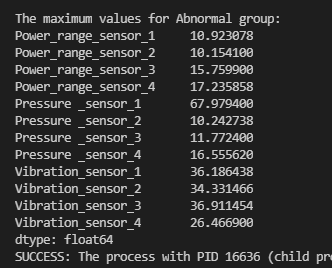 The maximum values for Abnormal group:
Power_range_sensor_1 10.923078
Power_range_sensor_2 10.154100
Power_range_sensor_3 15.759900
Power_range_sensor_4 17.235858
Pressure _sensor_1 67.979400
Pressure _sensor_2 10.242738
Pressure _sensor_3 11.772400
Pressure _sensor_4 16.555620
Vibration_sensor_1 36.186438
Vibration_sensor_2 34.331466
Vibration_sensor_3 36.911454
Vibration_sensor_4 26.466900
dtype: float64
SUCCESS: The process with PID 16636 (child pr